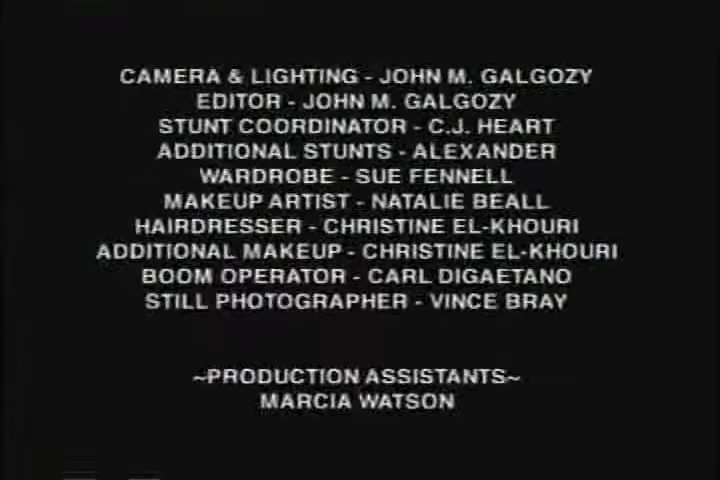 CAMERA & LIGHTING - JOHN M. GALGOZY
EDITOR - JOHN M. GALGOZY
STUNT COORDINATOR - C.J. HEART
ADDITIONAL STUNTS - ALEXANDER
WARDROBE - SUE FENNELL
MAKEUP ARTIST - NATALIE BEALL
HAIRDRESSER - CHRISTINE EL-KHOURI
ADDITIONAL MAKEUP - CHRISTINE EL-KHOURI
BOOM OPERATOR - CARL DIGAETANO
STILL PHOTOGRAPHER - VINCE BRAY
~PRODUCTION ASSISTANTS~
MARCIA WATSON